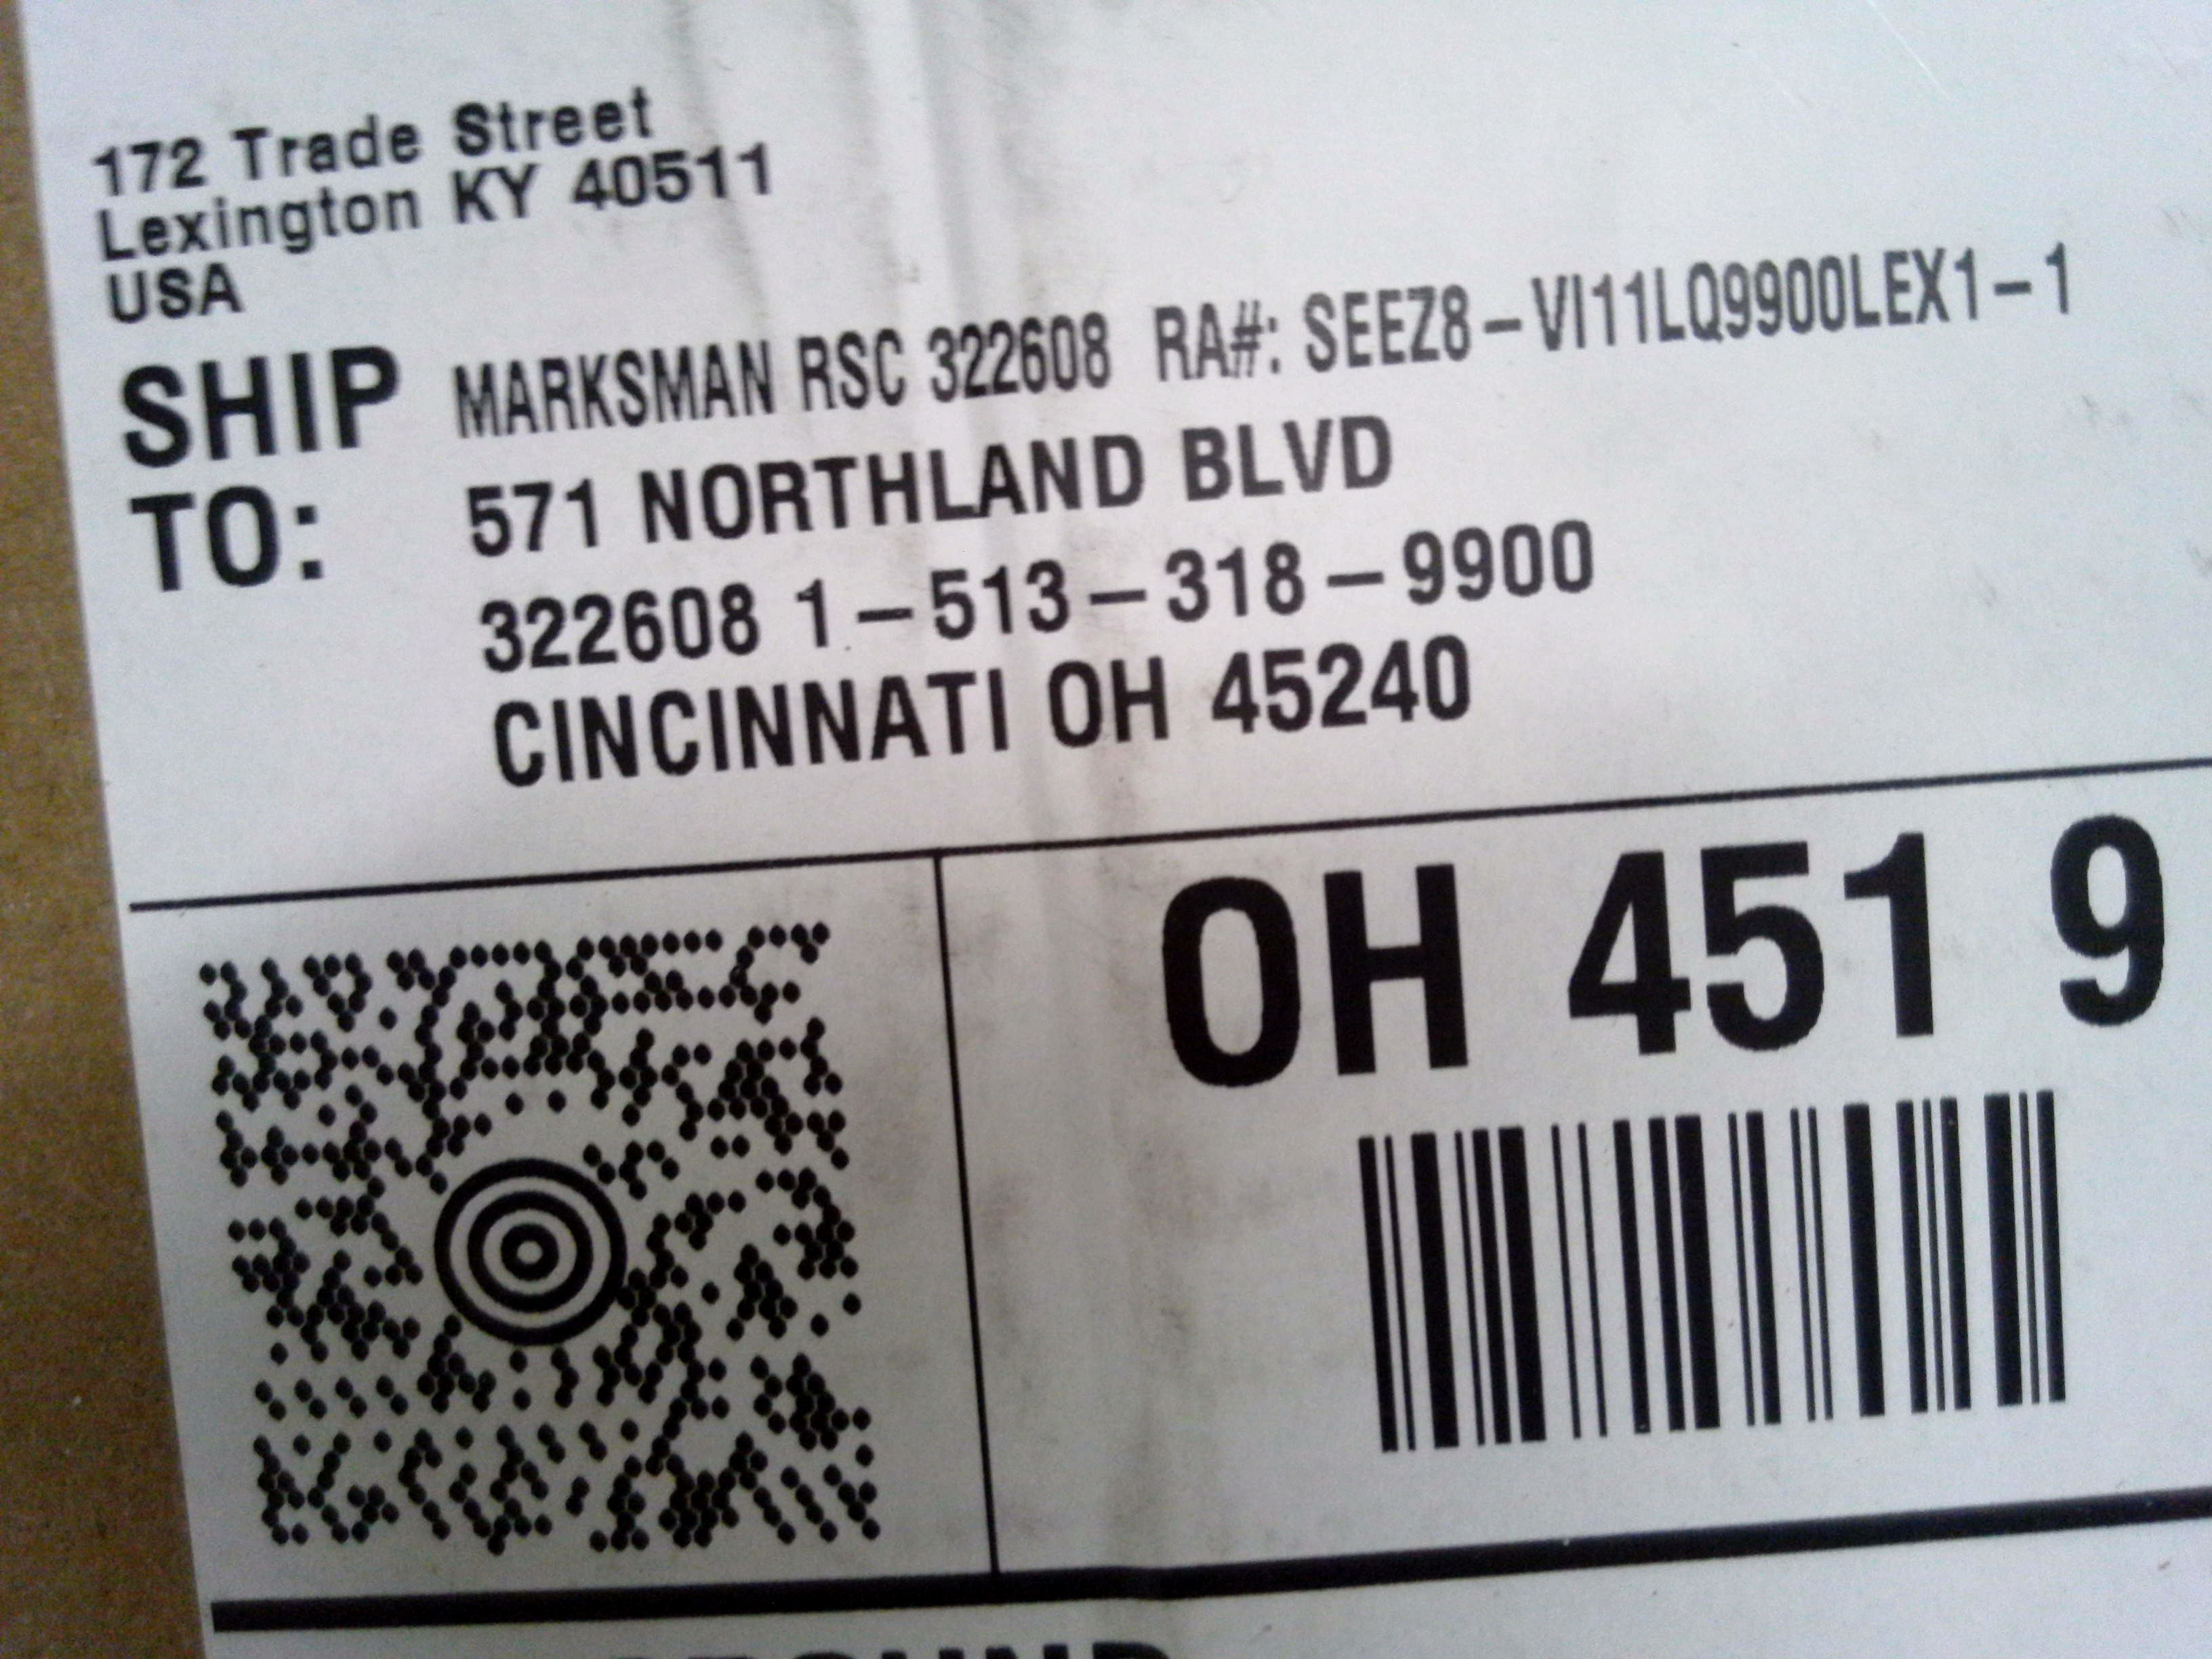 172 Trade Street
Lexington KY 40511
USA
SHIP TO:
MARKSMAN RSC 322608 RA#: SEEZ8-VI11LQ9900LEX1-1
571 NORTHLAND BLVD
322608 1-513-318-9900
CINCINNATI OH 45240
OH 451 9